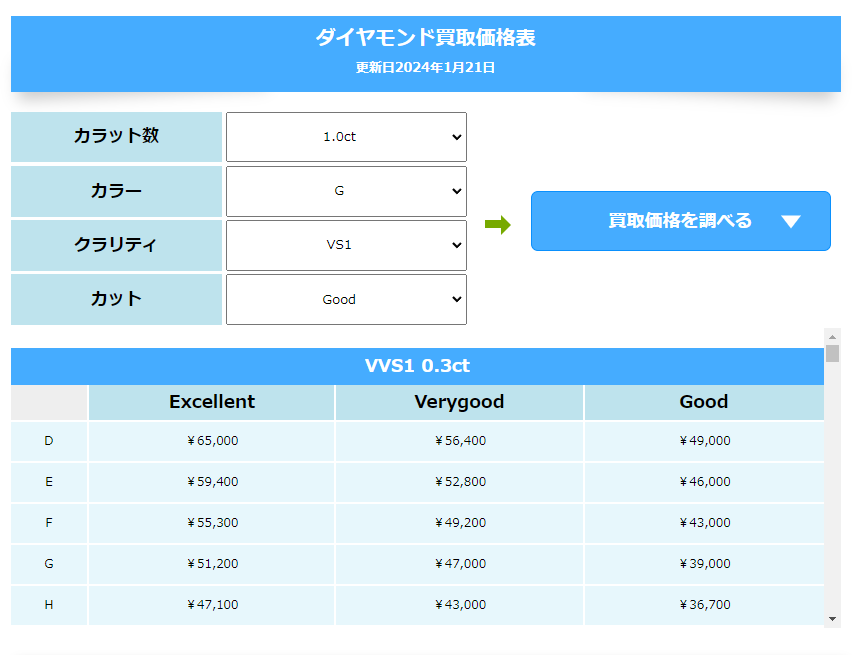 ダイヤモンド買取価格表
更新日2024年1月21日
カラット数 1.0ct
カラー G
買取価格を調べる ▼
クラリティ VS1
カット Good
VVS1 0.3ct
Excellent Verygood Good
D ¥65,000 ¥56,400 ¥49,000
E ¥59,400 ¥52,800 ¥46,000
F ¥55,300 ¥49,200 ¥43,000
G ¥51,200 ¥47,000 ¥39,000
H ¥47,100 ¥43,000 ¥36,700